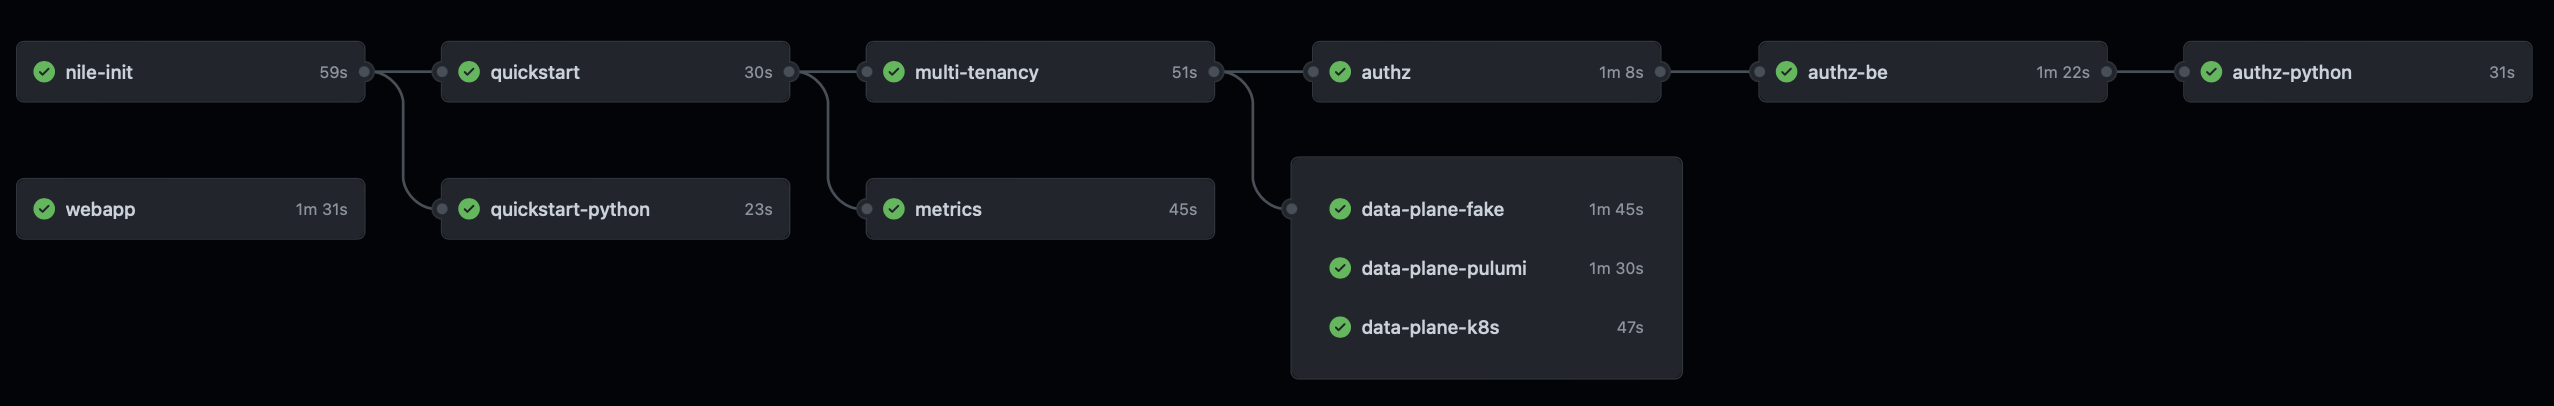 nile-init 59s
quickstart 30s
multi-tenancy 51s
authz 1m 8s
authz-be 1m 22s
authz-python 31s
webapp 1m 31s
quickstart-python 23s
metrics 45s
data-plane-fake 1m 45s
data-plane-pulumi 1m 30s
data-plane-k8s 47s